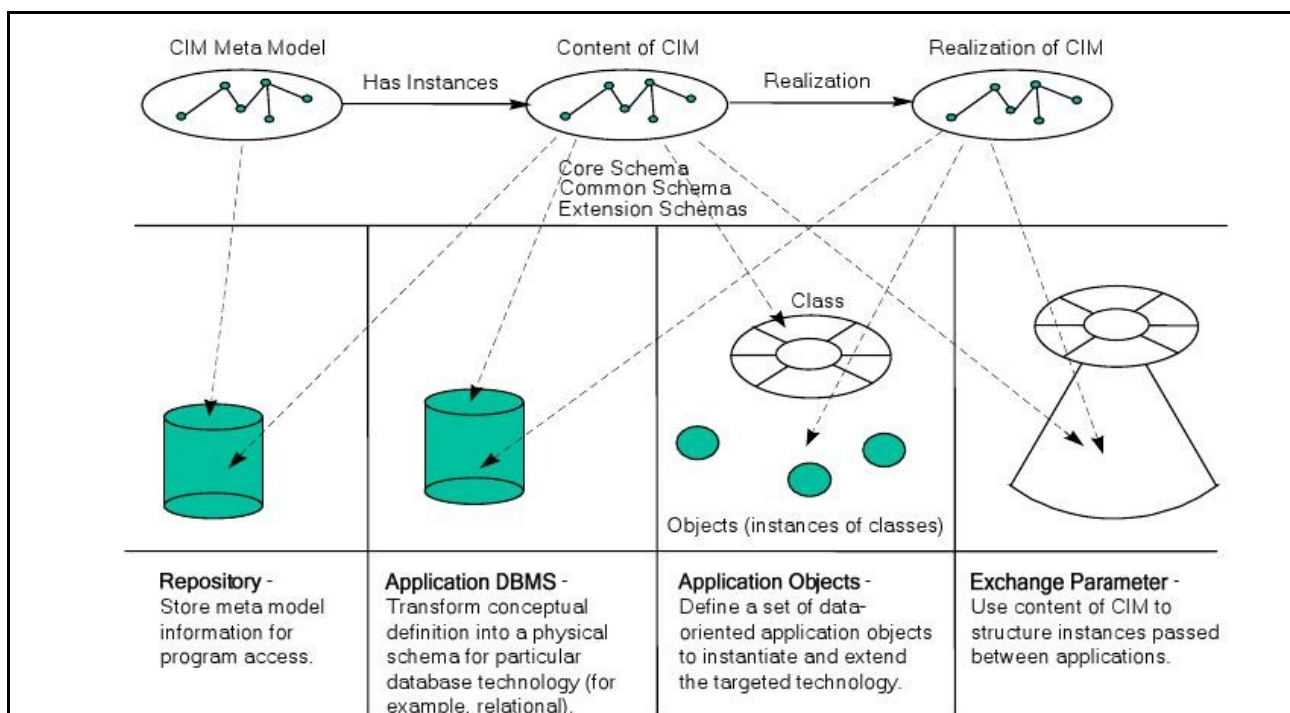 CIM Meta Model
Content of CIM
Realization of CIM
Has Instances
Realization
Core Schema
Common Schema
Extension Schemas
Class
Objects (instances of classes)
Repository -
Store meta model
information for
program access.
Application DBMS -
Transform conceptual
definition into a physical
schema for particular
database technology (for
example, relational).
Application Objects -
Define a set of data-
oriented application objects
to instantiate and extend
the targeted technology.
Exchange Parameter -
Use content of CIM to
structure instances passed
between applications.